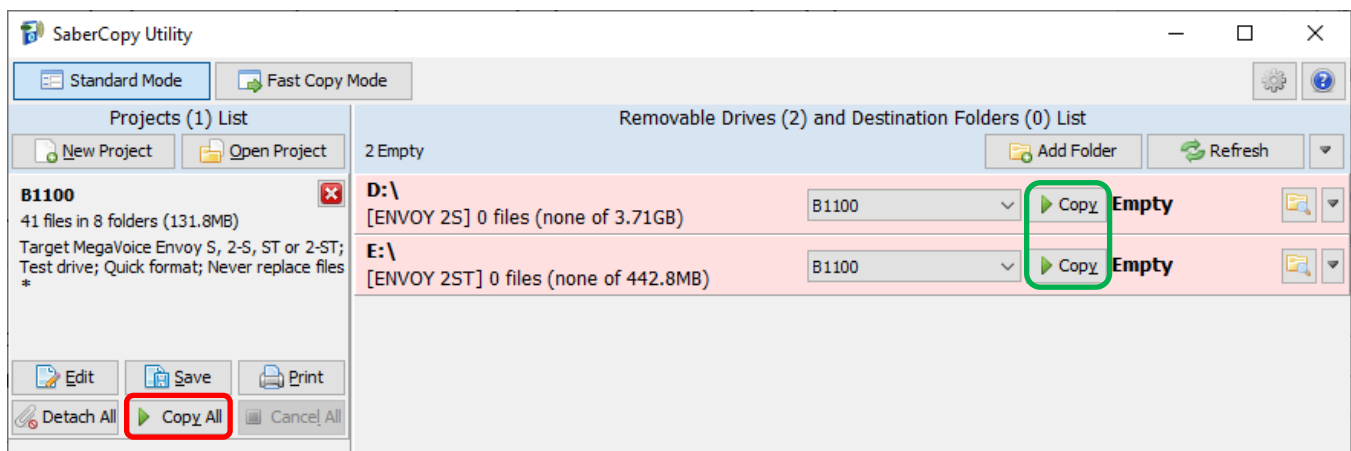 SaberCopy Utility
Standard Mode
Fast Copy Mode
Projects (1) List
New Project
Open Project
B1100
41 files in 8 folders (131.8MB)
Target MegaVoice Envoy S, 2-S, ST or 2-ST;
Test drive; Quick format; Never replace files
*
Edit
Save
Print
Detach All
Copy All
Cancel All
Removable Drives (2) and Destination Folders (0) List
2 Empty
Add Folder
Refresh
D:\
[ENVOY 2S] 0 files (none of 3.71GB)
B1100
Copy
Empty
E:\
[ENVOY 2ST] 0 files (none of 442.8MB)
B1100
Copy
Empty